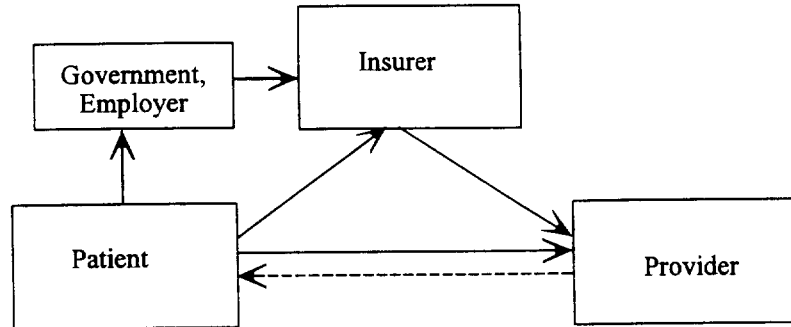 Government,
Employer
Insurer
Patient
Provider